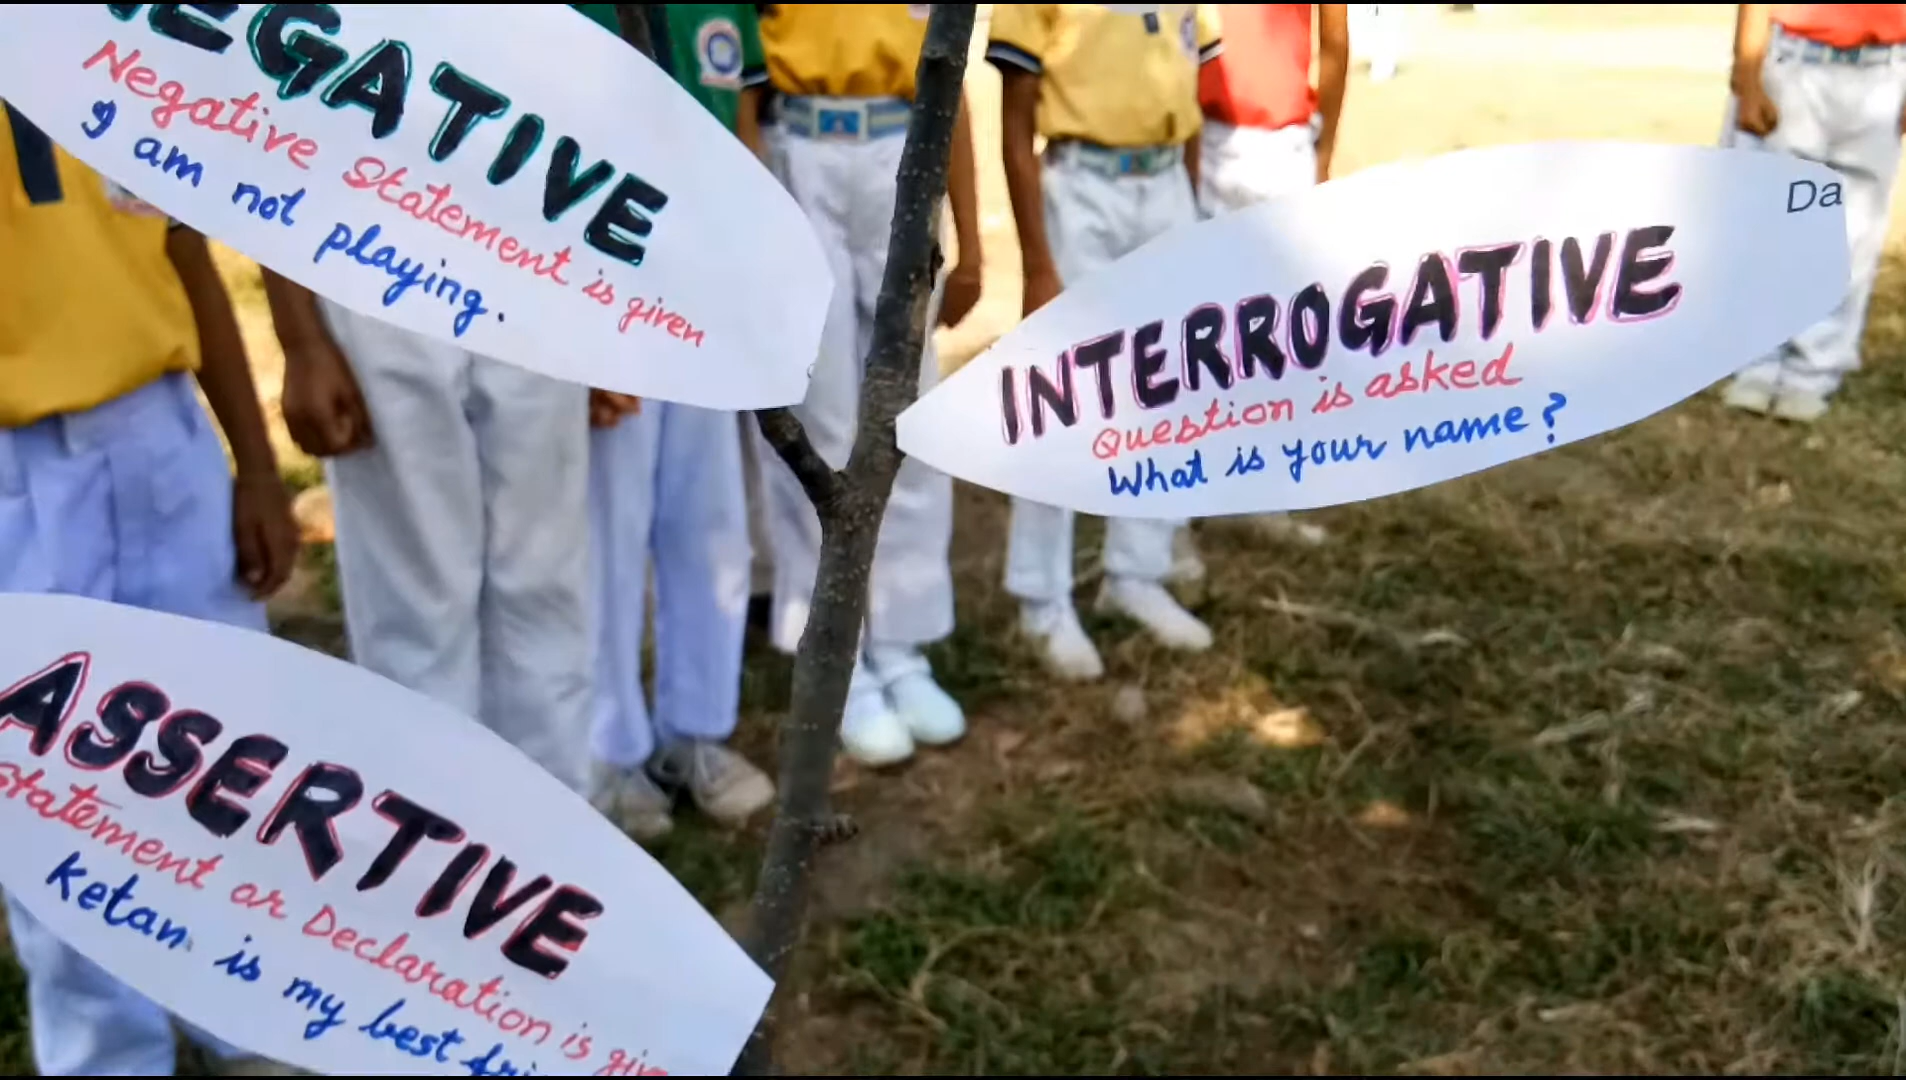 NEGATIVE
Negative Statement is given
I am not playing.
Da
INTERROGATIVE
Question is asked
What is your name?
ASSERTIVE
Statement or Declaration is
Ketan is my best